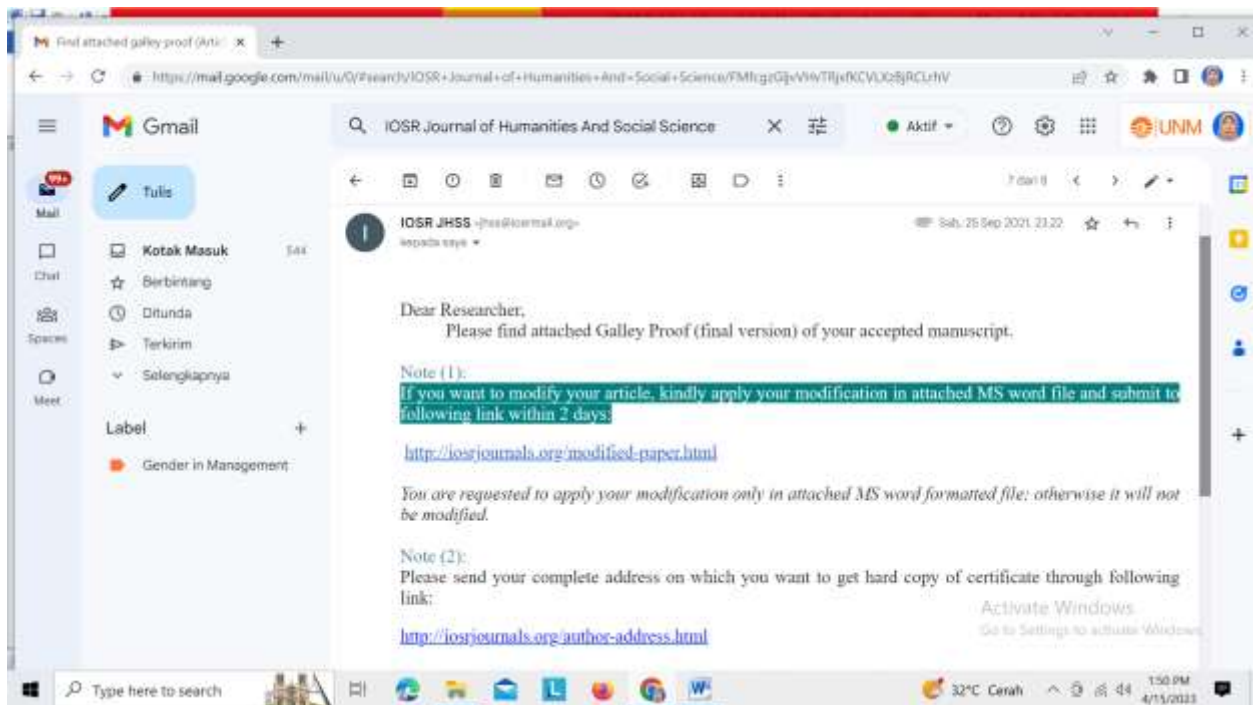 Find attached galley proof (Arti
https://mail.google.com/mail/u/0/#search/IOSR+Journal+of+Humanities+And+Social+Science/
Gmail
IOSR Journal of Humanities And Social Science
Aktif
UNM
99+
Mail
Tulis
7 dari 8
IOSR JHSS
Sab, 25 Sep 2021, 23.22
kepada saya
Kotak Masuk 544
Chat
Berbintang
Ditunda
Spaces
Terkirim
Selengkapnya
Meet
Label
Gender in Management
Dear Researcher,
Please find attached Galley Proof (final version) of your accepted manuscript.
Note (1):
If you want to modify your article, kindly apply your modification in attached MS word file and submit to
following link within 2 days:
http://iosrjournals.org/modified-paper.html
You are requested to apply your modification only in attached MS word formatted file; otherwise it will not
be modified.
Note (2):
Please send your complete address on which you want to get hard copy of certificate through following
link:
http://iosrjournals.org/author-address.html
Activate Windows
Go to Settings to activate Windows
Type here to search
32°C Cerah
1:50 PM
4/15/2023